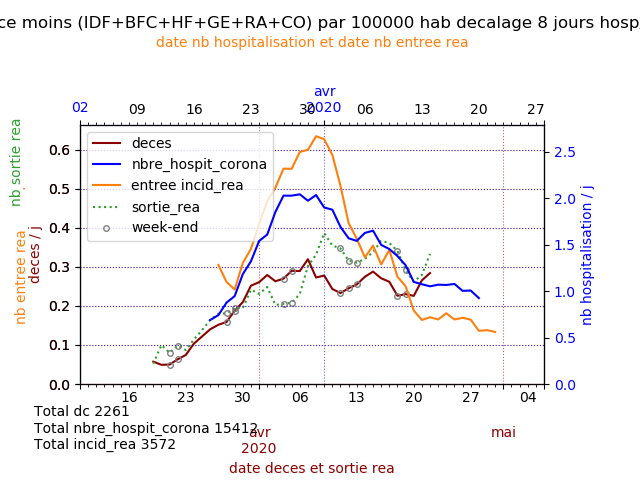 ce moins (IDF+BFC+HF+GE+RA+CO) par 100000 hab decalage 8 jours hosp
date nb hospitalisation et date entree rea
avr
2020
02 09 16 23 30 06 13 20 27
nb sortie rea
nb entree rea
deces / j
nbre hospitalisation / j
0.6
0.5
0.4
0.3
0.2
0.1
0.0
2.5
2.0
1.5
1.0
0.5
0.0
deces
nbre_hospit_corona
entree incid_rea
sortie_rea
week-end
16 23 30 06 13 20 27 04
Total dc 2261
Total nbre_hospit_corona 15412
Total incid_rea 3572
avr
2020
mai
date deces et sortie rea